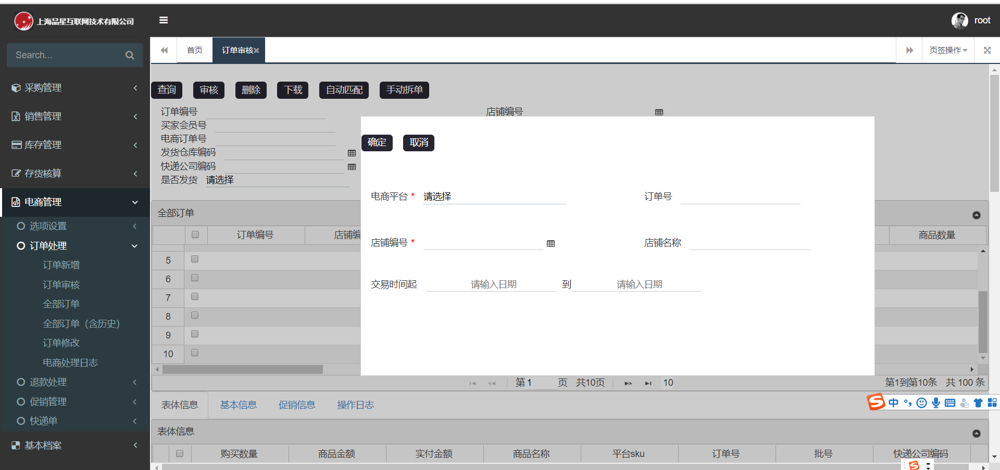 上海品星互联网技术有限公司
root
Search...
首页
订单审核
页签操作
采购管理
销售管理
库存管理
存货核算
电商管理
选项设置
订单处理
订单新增
订单审核
全部订单
全部订单（含历史）
订单修改
电商处理日志
退款处理
促销管理
快递单
基本档案
查询 审核 删除 下载 自动匹配 手动拆单
订单编号 店铺编号
买家会员号
电商订单号
发货仓库编码
快递公司编码
是否发货 请选择
确定 取消
电商平台 * 请选择 订单号
店铺编号 * 店铺名称
交易时间起 请输入日期 到 请输入日期
全部订单
订单编号 店铺编 商品数量
5
6
7
8
9
10
第 1 页 共10页 10 第1到第10条 共 100 条
表体信息 基本信息 促销信息 操作日志
中
表体信息
购买数量 商品金额 实付金额 商品名称 平台sku 订单号 批号 快递公司编码